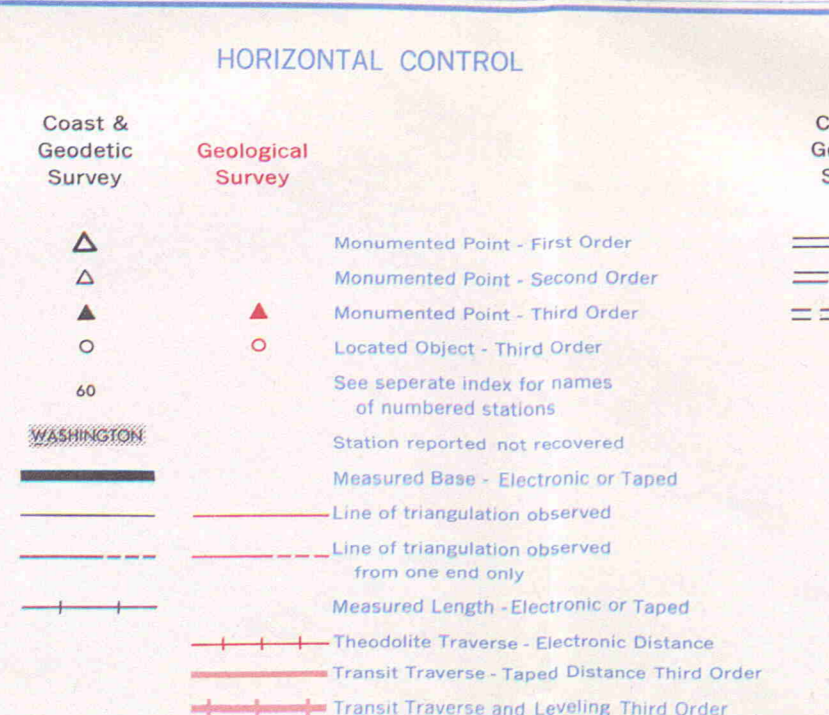 HORIZONTAL CONTROL
Coast &
Geodetic
Survey
Geological
Survey
Monumented Point - First Order
Monumented Point - Second Order
Monumented Point - Third Order
Located Object - Third Order
60
See seperate index for names
of numbered stations
WASHINGTON
Station reported not recovered
Measured Base - Electronic or Taped
Line of triangulation observed
Line of triangulation observed
from one end only
Measured Length - Electronic or Taped
Theodolite Traverse - Electronic Distance
Transit Traverse - Taped Distance Third Order
Transit Traverse and Leveling Third Order